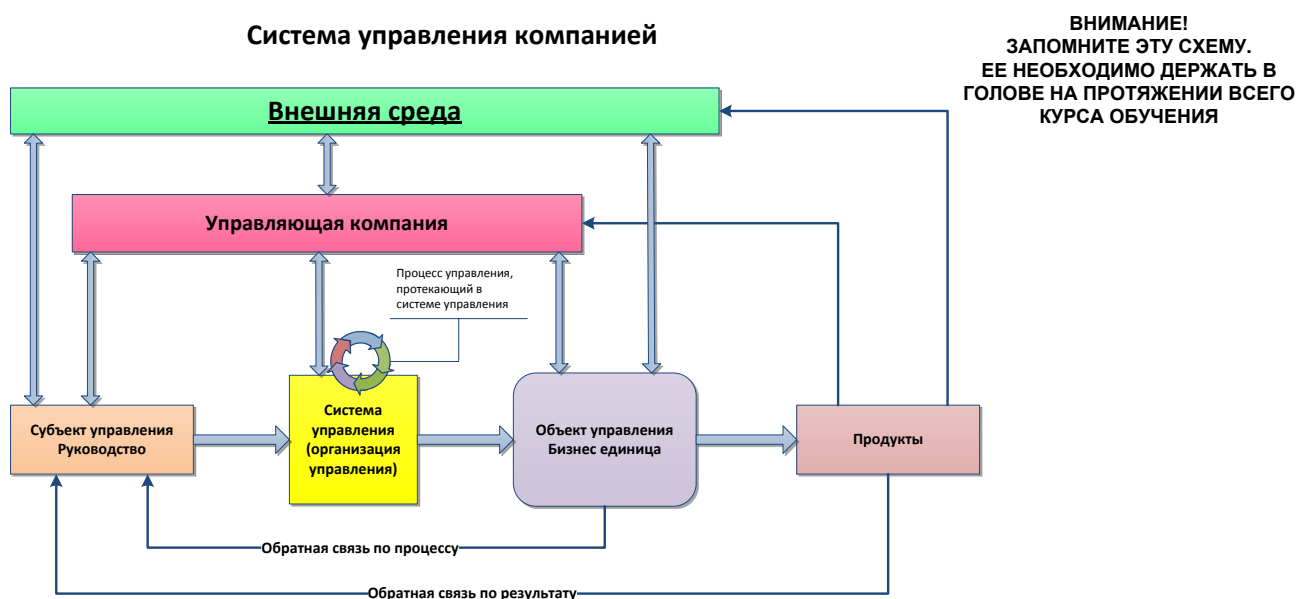 Система управления компанией
ВНИМАНИЕ!
ЗАПОМНИТЕ ЭТУ СХЕМУ.
ЕЕ НЕОБХОДИМО ДЕРЖАТЬ В
ГОЛОВЕ НА ПРОТЯЖЕНИИ ВСЕГО
КУРСА ОБУЧЕНИЯ
Внешняя среда
Управляющая компания
Процесс управления,
протекающий в
системе управления
Субъект управления
Руководство
Система
управления
(организация
управления)
Объект управления
Бизнес единица
Продукты
Обратная связь по процессу
Обратная связь по результату